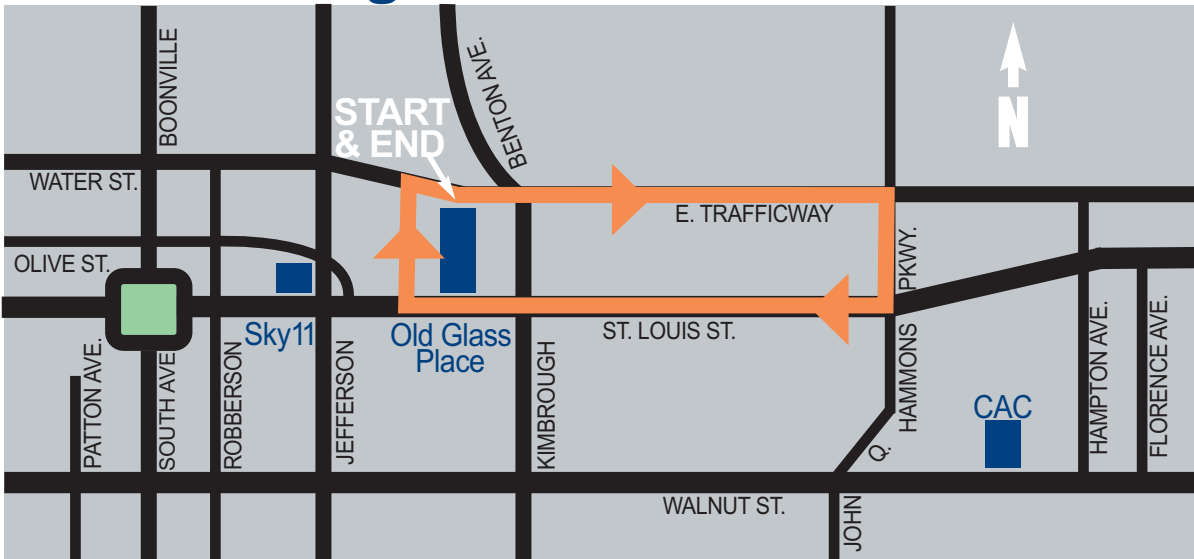 BOONVILLE
BENTON AVE.
START
& END
N
WATER ST.
E. TRAFFICWAY
OLIVE ST.
PKWY.
Sky11
Old Glass
Place
ST. LOUIS ST.
PATTON AVE.
SOUTH AVE.
ROBBERSON
JEFFERSON
KIMBROUGH
HAMMONS
CAC
HAMPTON AVE.
FLORENCE AVE.
Q.
WALNUT ST.
JOHN